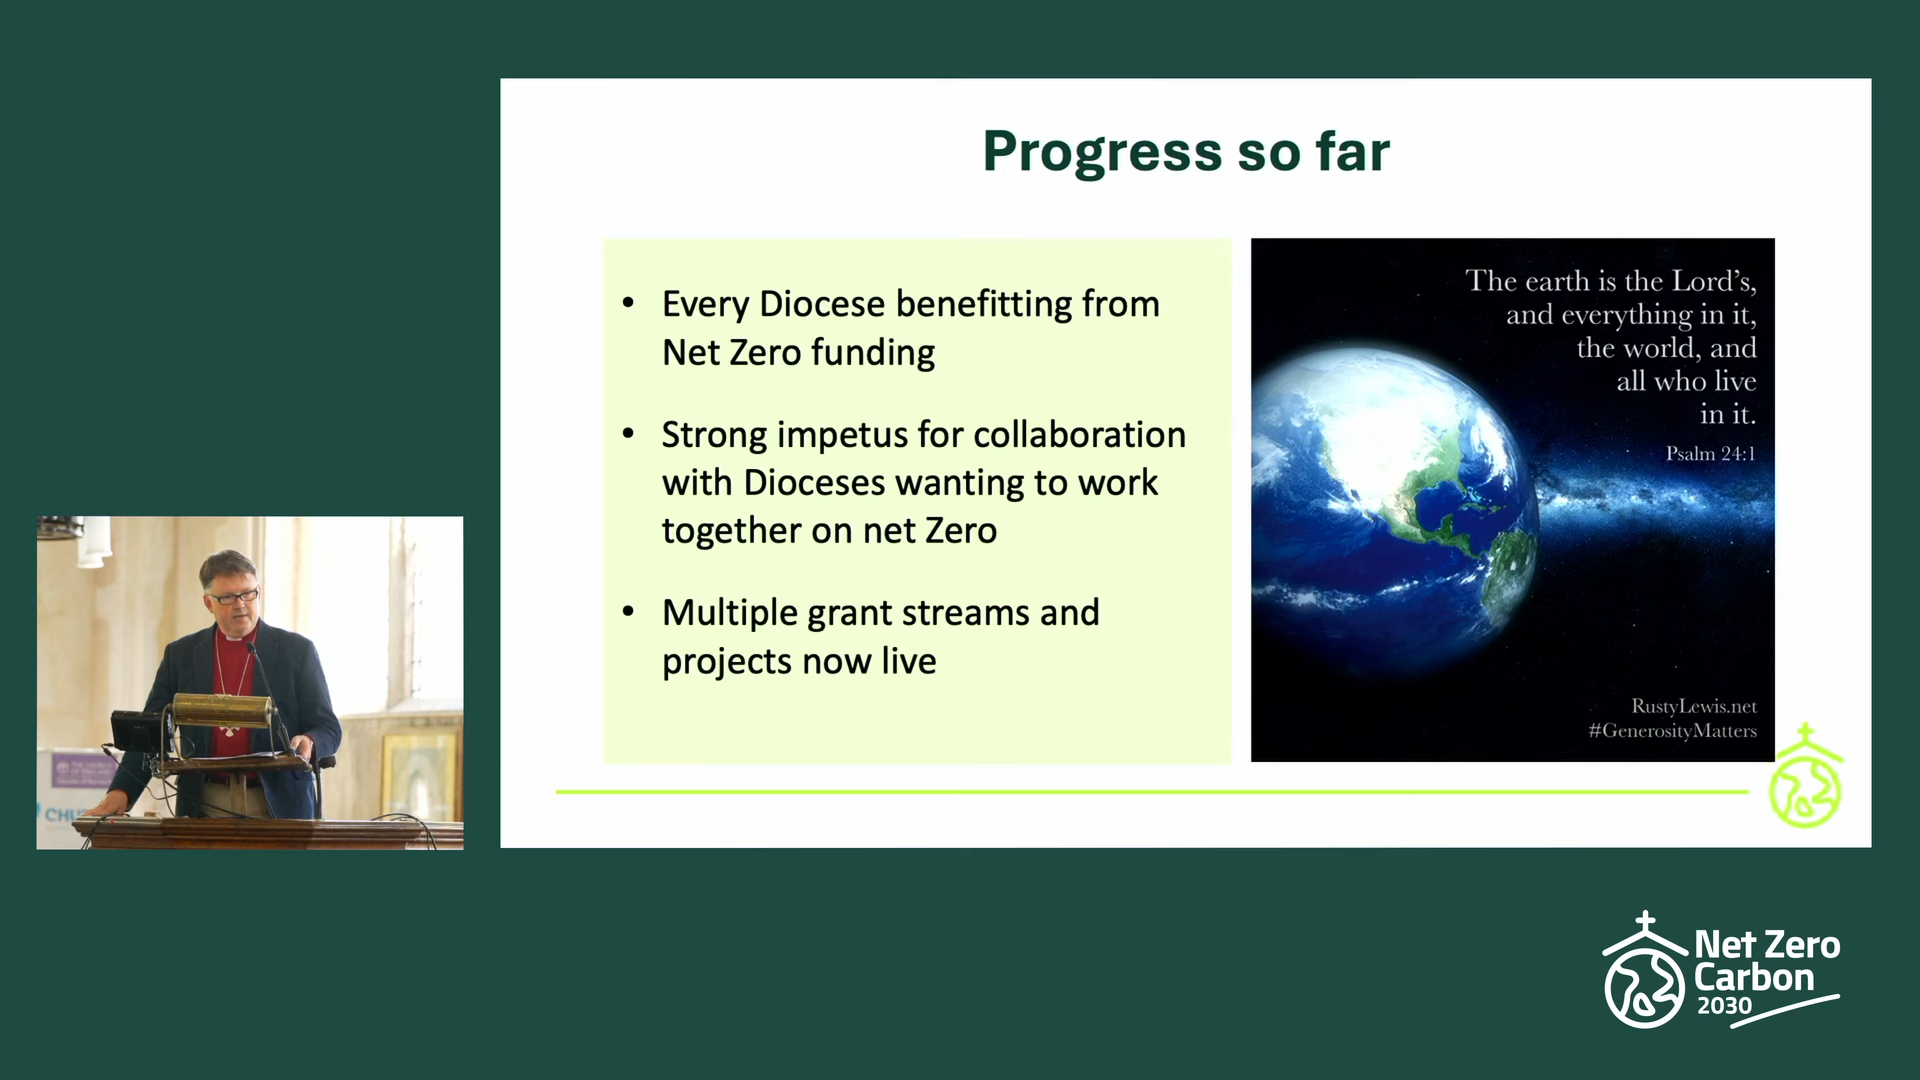 Progress so far
• Every Diocese benefitting from
Net Zero funding
• Strong impetus for collaboration
with Dioceses wanting to work
together on net Zero
• Multiple grant streams and
projects now live
The earth is the Lord’s,
and everything in it,
the world, and
all who live
in it.
Psalm 24:1
RustyLewis.net
#GenerosityMatters
Net Zero
Carbon
2030